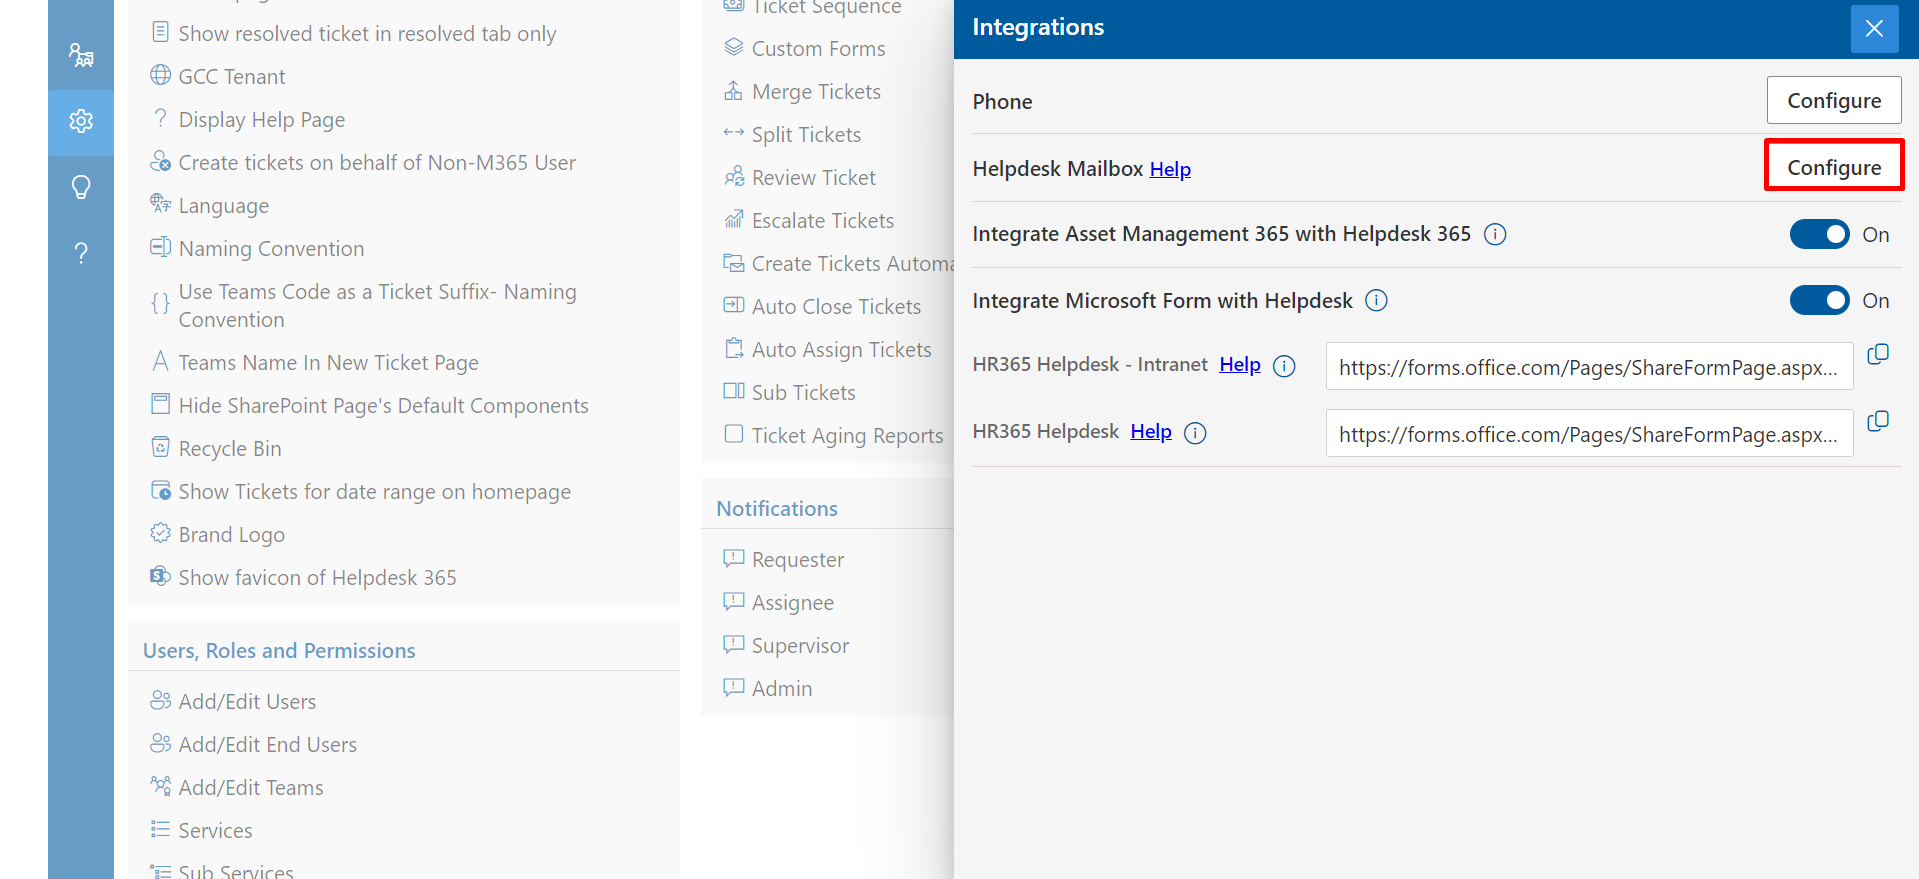 Show resolved ticket in resolved tab only
GCC Tenant
Display Help Page
Create tickets on behalf of Non-M365 User
Language
Naming Convention
Use Teams Code as a Ticket Suffix- Naming
Convention
Teams Name In New Ticket Page
Hide SharePoint Page's Default Components
Recycle Bin
Show Tickets for date range on homepage
Brand Logo
Show favicon of Helpdesk 365
Users, Roles and Permissions
Add/Edit Users
Add/Edit End Users
Add/Edit Teams
Services
Sub Services
Ticket Sequence
Custom Forms
Merge Tickets
Split Tickets
Review Ticket
Escalate Tickets
Create Tickets Automa
Auto Close Tickets
Auto Assign Tickets
Sub Tickets
Ticket Aging Reports
Notifications
Requester
Assignee
Supervisor
Admin
Integrations
Phone Configure
Helpdesk Mailbox Help Configure
Integrate Asset Management 365 with Helpdesk 365 On
Integrate Microsoft Form with Helpdesk On
HR365 Helpdesk - Intranet Help https://forms.office.com/Pages/ShareFormPage.aspx...
HR365 Helpdesk Help https://forms.office.com/Pages/ShareFormPage.aspx...